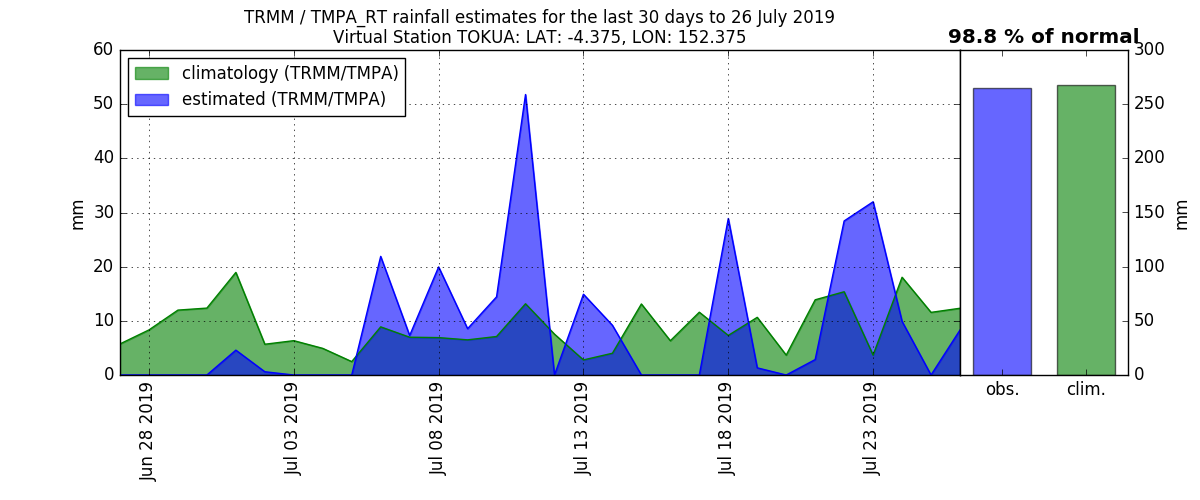 TRMM / TMPA_RT rainfall estimates for the last 30 days to 26 July 2019
Virtual Station TOKUA: LAT: -4.375, LON: 152.375
98.8 % of normal
climatology (TRMM/TMPA)
estimated (TRMM/TMPA)
mm
60
50
40
30
20
10
0
Jun 28 2019
Jul 03 2019
Jul 08 2019
Jul 13 2019
Jul 18 2019
Jul 23 2019
obs.
clim.
300
250
200
150
100
50
0
mm